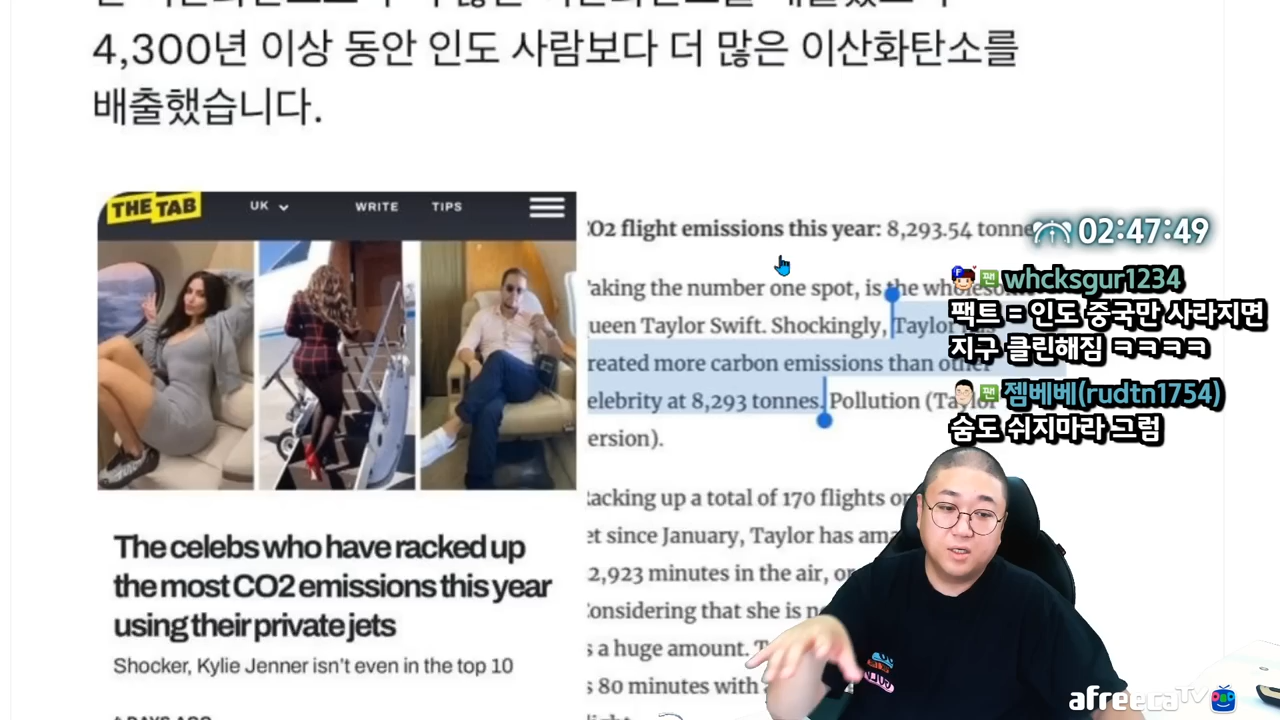 4,300년 이상 동안 인도 사람보다 더 많은 이산화탄소를
배출했습니다.
THE TAB
UK
WRITE
TIPS
The celebs who have racked up
the most CO2 emissions this year
using their private jets
Shocker, Kylie Jenner isn't even in the top 10
CO2 flight emissions this year: 8,293.54 tonne
Taking the number one spot, is the wholesome
queen Taylor Swift. Shockingly, Taylor has
created more carbon emissions than other
celebrity at 8,293 tonnes. Pollution (Taylor
version).
Racking up a total of 170 flights
jet since January, Taylor has
2,923 minutes in the air, or
Considering that she is
s a huge amount.
s 80 minutes with
02:47:49
팬 whcksgur1234
팩트 = 인도 중국만 사라지면
지구 클린해짐 ㅋㅋㅋㅋ
팬 젬베베(rudtn1754)
숨도 쉬지마라 그럼
afreecaTV